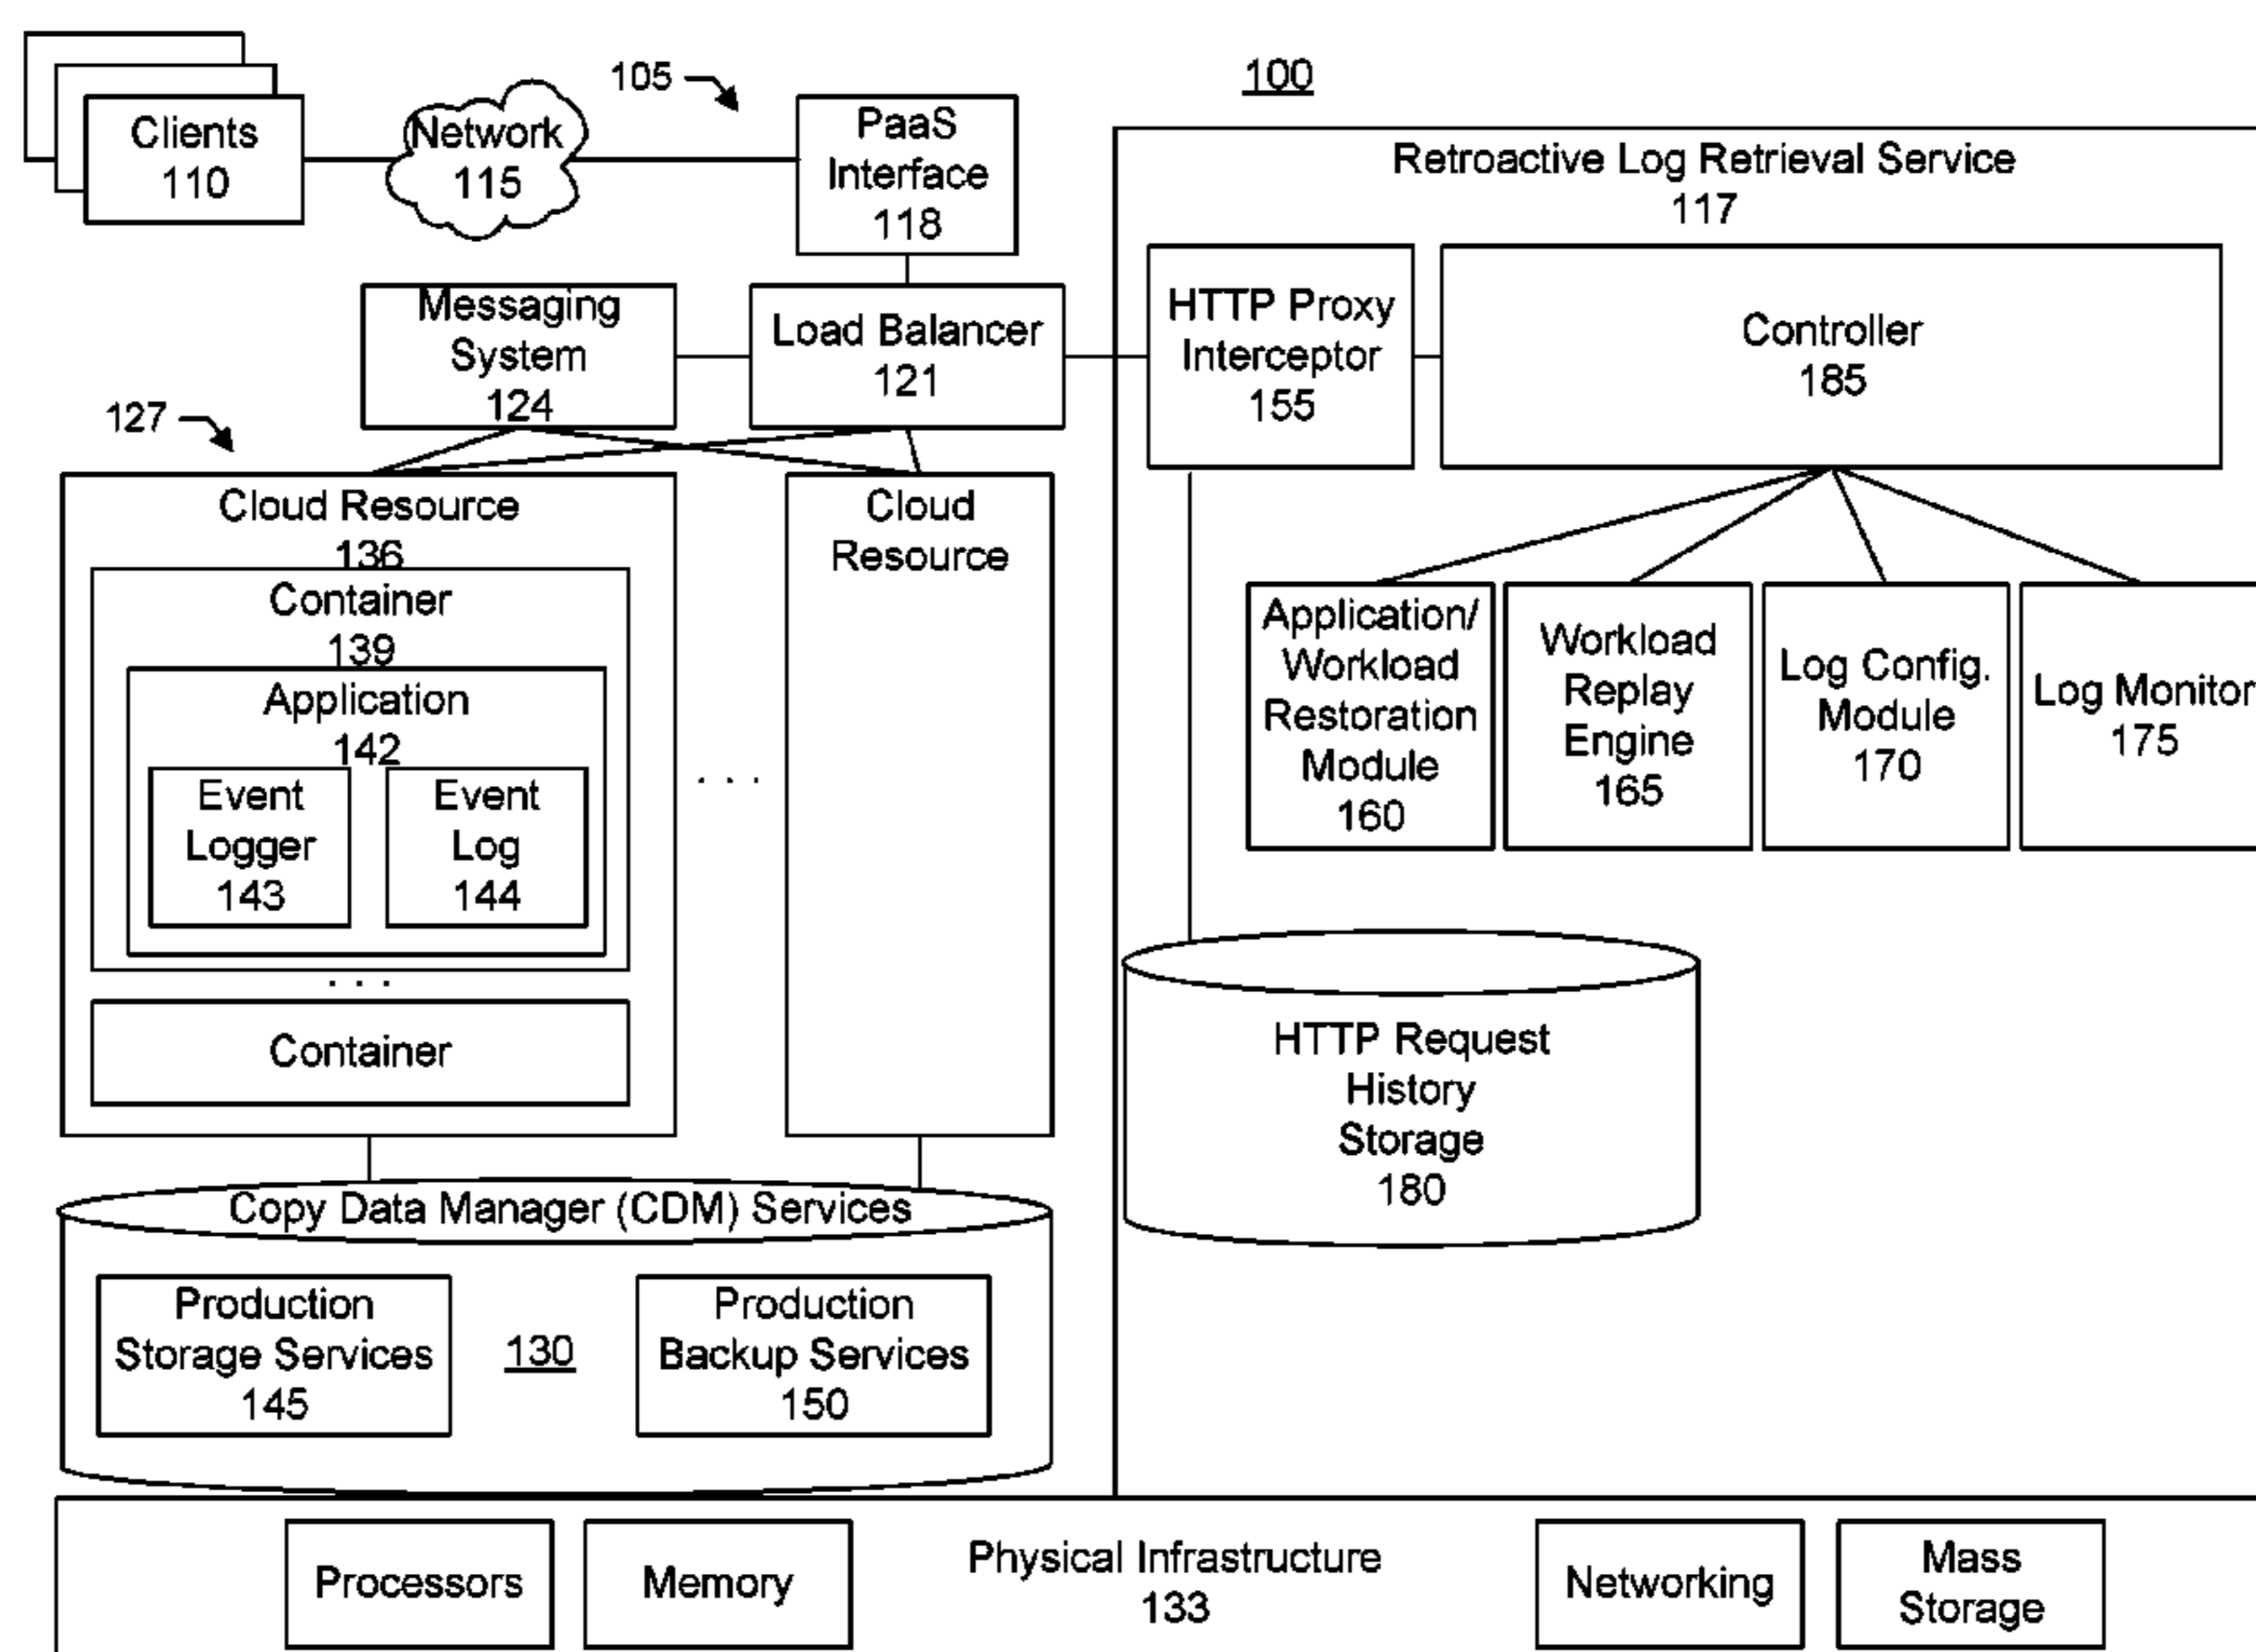 100
105
Clients
110
Network
115
PaaS
Interface
118
Retroactive Log Retrieval Service
117
Messaging
System
124
Load Balancer
121
HTTP Proxy
Interceptor
155
Controller
185
127
Cloud Resource
136
Container
139
Application
142
Event
Logger
143
Event
Log
144
. . .
Container
. . .
Cloud
Resource
Application/
Workload
Restoration
Module
160
Workload
Replay
Engine
165
Log Config.
Module
170
Log Monitor
175
HTTP Request
History
Storage
180
Copy Data Manager (CDM) Services
Production
Storage Services
145
130
Production
Backup Services
150
Processors
Memory
Physical Infrastructure
133
Networking
Mass
Storage